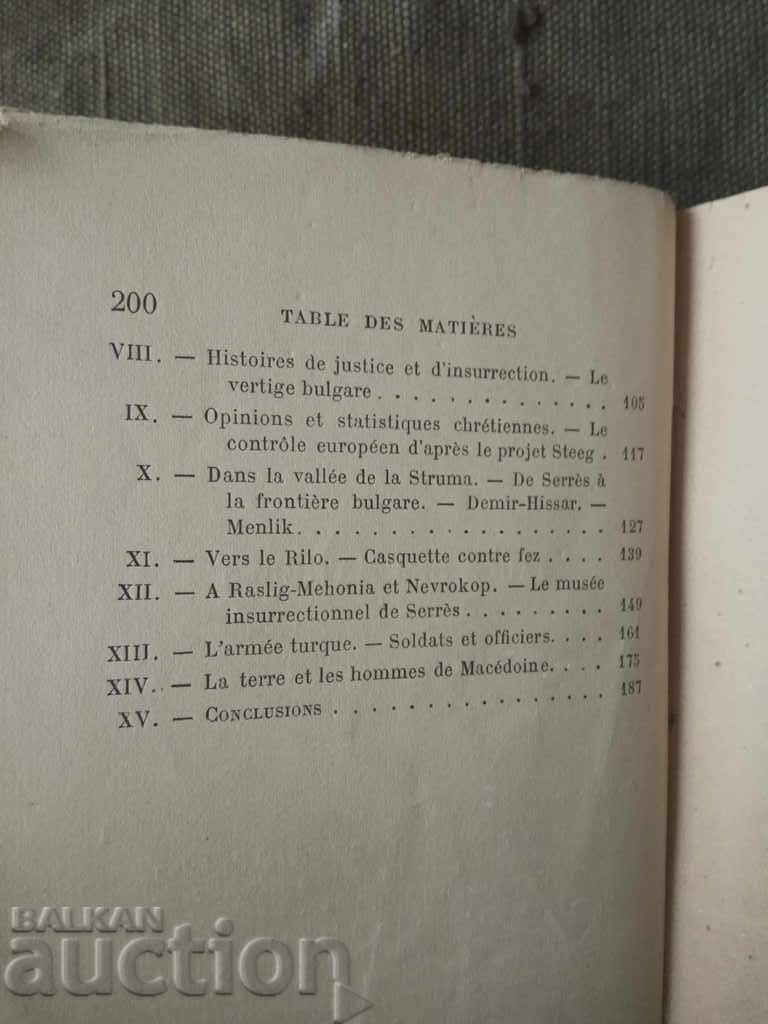 200
TABLE DES MATIÈRES
VIII. — Histoires de justice et d'insurrection. — Le
vertige bulgare . . . . . . . . . . . . . . 105
IX. — Opinions et statistiques chrétiennes. — Le
contrôle européen d'après le projet Steeg . 117
X. — Dans la vallée de la Struma. — De Serrès à
la frontière bulgare. — Demir-Hissar. —
Menlik. . . . . . . . . . . . . . . . . . 127
XI. — Vers le Rilo. — Casquette contre fez . . . . 139
XII. — A Raslig-Mehonia et Nevrokop. — Le musée
insurrectionnel de Serrès . . . . . . . . . 149
XIII. — L'armée turque. — Soldats et officiers. . . . 161
XIV. — La terre et les hommes de Macédoine. . . . 175
XV. — CONCLUSIONS . . . . . . . . . . . . . . . 187
BALKAN
auction